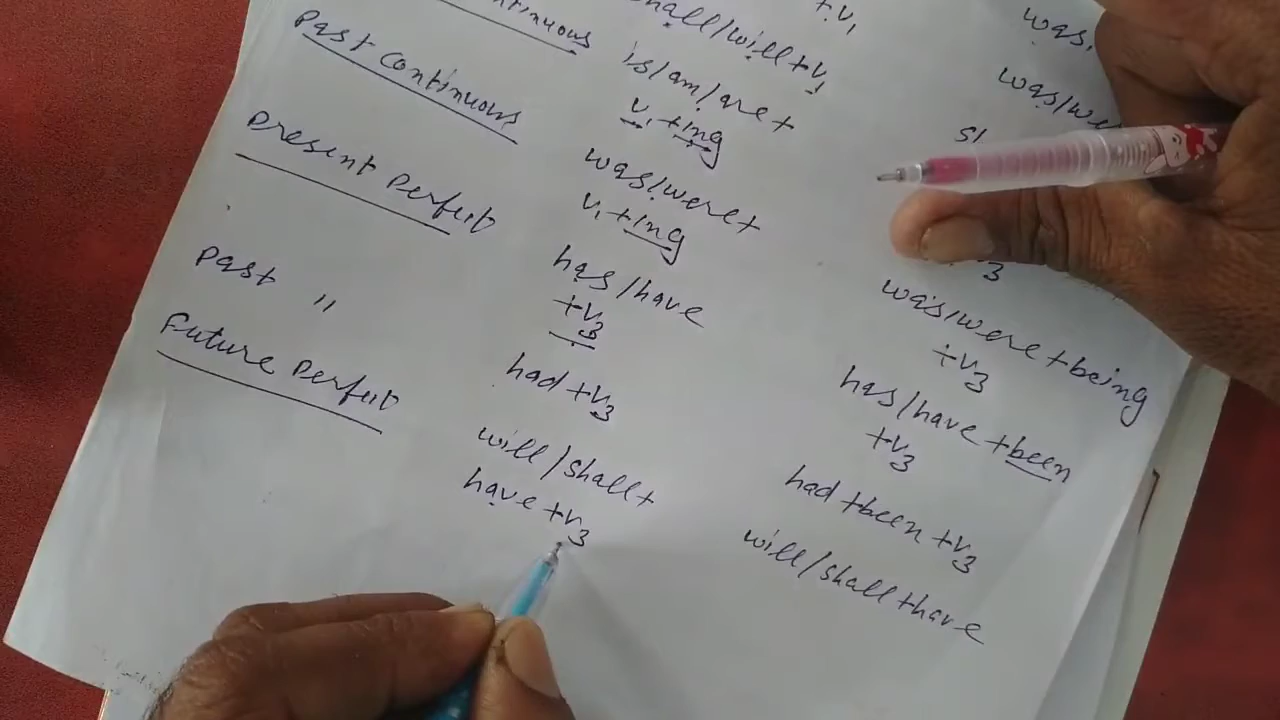 +V1
was
shall/will+V1
Past Continuous
is/am/are+
V1+ing
was/we
Present Perfect
was/were+
V1+ing
Past "
has/have
+V3
was/were+being
+V3
Future Perfect
had+V3
has/have+been
+V3
will/shall+
have+V3
had+been+V3
will/shall+have